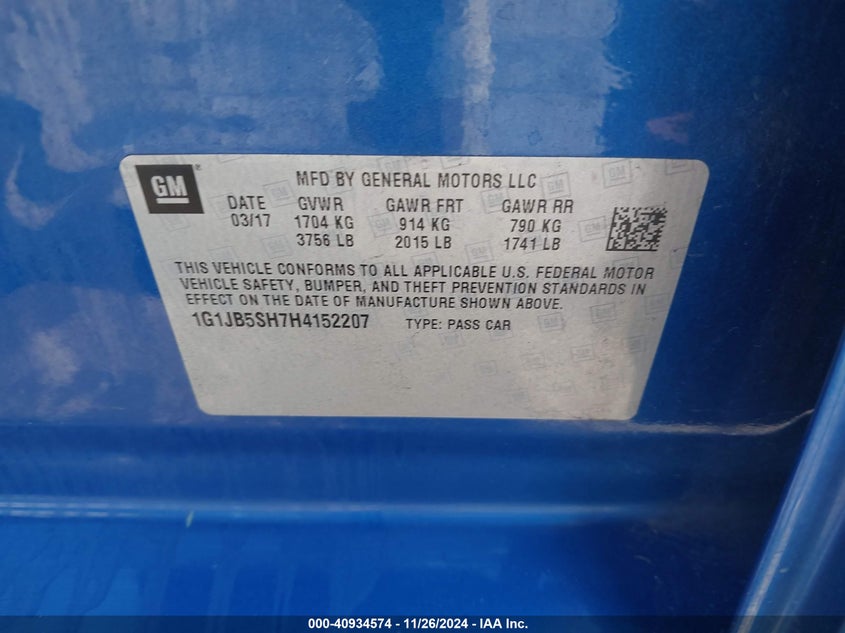 GM®
MFD BY GENERAL MOTORS LLC
DATE GVWR GAWR FRT GAWR RR
03/17 1704 KG 914 KG 790 KG
3756 LB 2015 LB 1741 LB
THIS VEHICLE CONFORMS TO ALL APPLICABLE U.S. FEDERAL MOTOR
VEHICLE SAFETY, BUMPER, AND THEFT PREVENTION STANDARDS IN
EFFECT ON THE DATE OF MANUFACTURE SHOWN ABOVE.
1G1JB5SH7H4152207 TYPE: PASS CAR
000-40934574 - 11/26/2024 - IAA Inc.